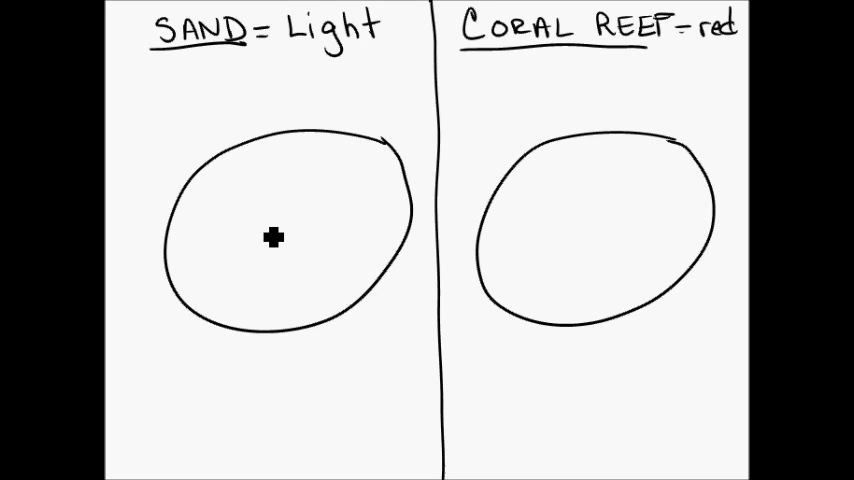 SAND = Light
CORAL REEF - red